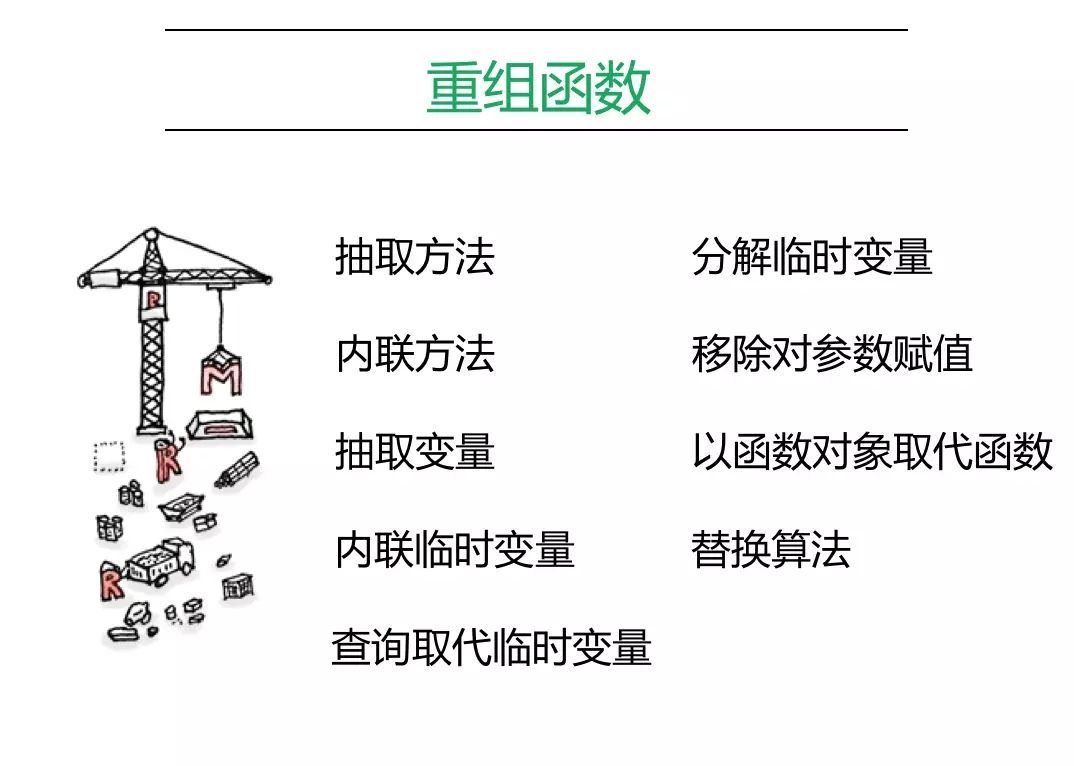 重组函数
抽取方法
内联方法
抽取变量
内联临时变量
查询取代临时变量
分解临时变量
移除对参数赋值
以函数对象取代函数
替换算法
R
M
R
R